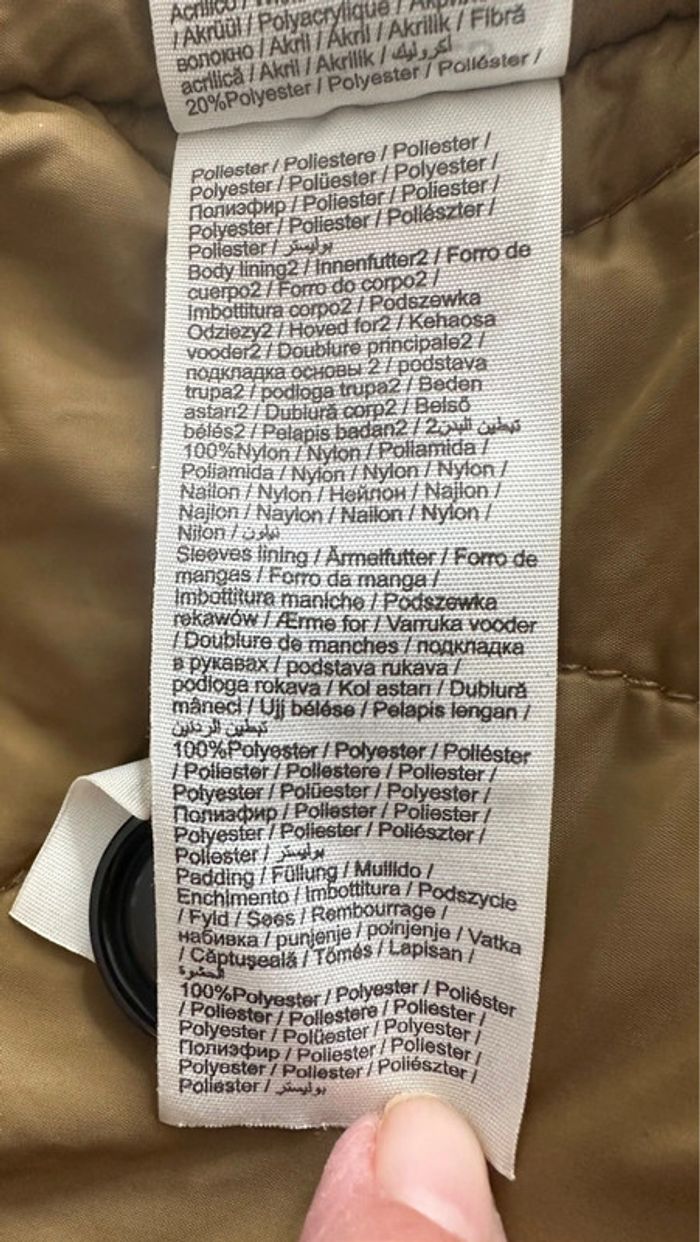 / Akrüül / Polyacrylique /
волокно / Akril / Akril / Akrilik / Fibră
acrilică / Akril / Akrilik / أكروليك
20%Polyester / Polyester / Poliéster /
Poliester / Poliestere / Poliester /
Polyester / Polüester / Polyester /
Полиэфир / Poliester / Poliester /
Polyester / Poliester / Poliészter /
Poliester / بوليستر
Body lining2 / Innenfutter2 / Forro de
cuerpo2 / Forro do corpo2 /
Imbottitura corpo2 / Podszewka
Odziezy2 / Hoved for2 / Kehaosa
vooder2 / Doublure principale2 /
подкладка основы 2 / podstava
trupa2 / podloga trupa2 / Beden
astarı2 / Dublură corp2 / Belső
bélés2 / Pelapis badan2 / تبطين البدن2
100%Nylon / Nylon / Poliamida /
Poliamida / Nylon / Nylon / Nylon /
Nailon / Nylon / Нейлон / Najlon /
Najlon / Naylon / Nailon / Nylon /
Nilon / نيلون
Sleeves lining / Ärmelfutter / Forro de
mangas / Forro da manga /
Imbottitura maniche / Podszewka
rękawów / Ærme for / Varruka vooder
/ Doublure de manches / подкладка
в рукавах / podstava rukava /
podloga rokava / Kol astarı / Dublură
mâneci / Ujj bélése / Pelapis lengan /
تبطين الردنين
100%Polyester / Polyester / Poliéster
/ Poliester / Poliestere / Poliester /
Polyester / Polüester / Polyester /
Полиэфир / Poliester / Poliester /
Polyester / Poliester / Poliészter /
Poliester / بوليستر
Padding / Füllung / Mullido /
Enchimento / Imbottitura / Podszycie
/ Fyld / Sees / Rembourrage /
набивка / punjenje / polnjenje / Vatka
/ Căptușeală / Tömés / Lapisan /
الحشوة
100%Polyester / Polyester / Poliéster
/ Poliester / Poliestere / Poliester /
Polyester / Polüester / Polyester /
Полиэфир / Poliester / Poliester /
Polyester / Poliester / Poliészter /
Poliester / بوليستر